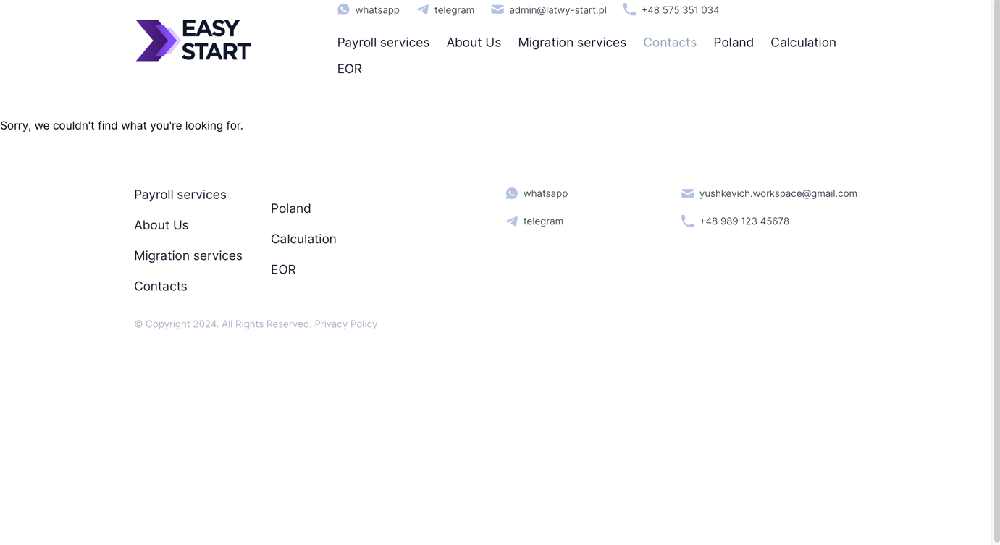 whatsapp telegram admin@latwy-start.pl +48 575 351 034
EASY
START
Payroll services About Us Migration services Contacts Poland Calculation
EOR
Sorry, we couldn't find what you're looking for.
Payroll services
About Us
Migration services
Contacts
Poland
Calculation
EOR
whatsapp
telegram
yushkevich.workspace@gmail.com
+48 989 123 45678
© Copyright 2024. All Rights Reserved. Privacy Policy